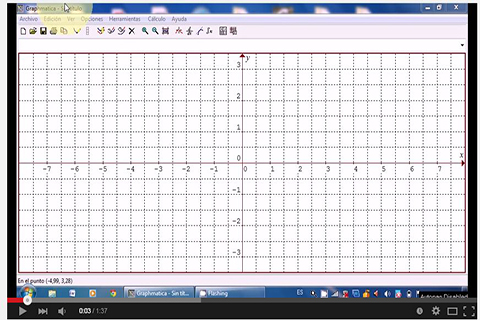 Graphmatica - Sin título
Archivo Edición Ver Opciones Herramientas Cálculo Ayuda
y
3
2
1
0
x
-7 -6 -5 -4 -3 -2 -1 0 1 2 3 4 5 6 7
-1
-2
-3
En el punto (-4,99, 3,28)
Graphmatica - Sin tít... Flashing ES
Autopan Disabled
0:03 / 1:37